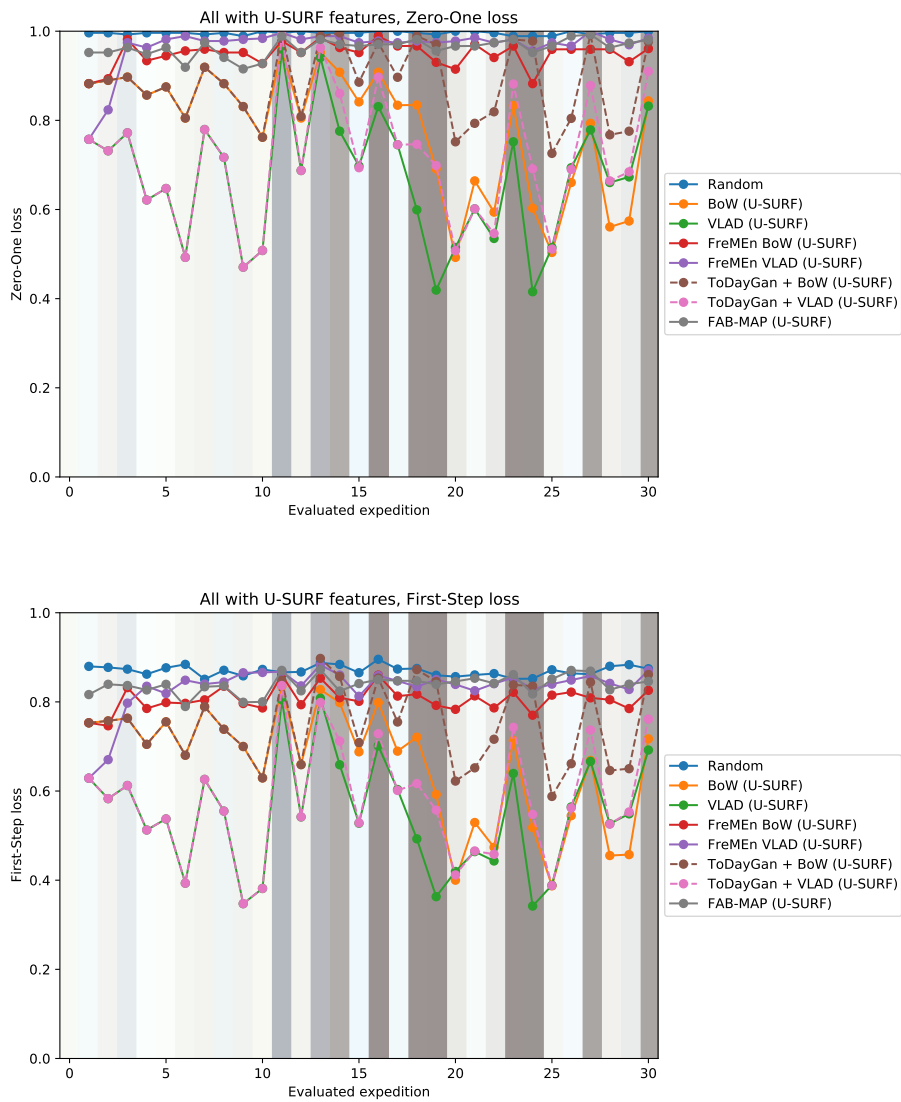 All with U-SURF features, Zero-One loss
1.0
0.8
0.6
0.4
0.2
0.0
Zero-One loss
0 5 10 15 20 25 30
Evaluated expedition
Random
BoW (U-SURF)
VLAD (U-SURF)
FreMEn BoW (U-SURF)
FreMEn VLAD (U-SURF)
ToDayGan + BoW (U-SURF)
ToDayGan + VLAD (U-SURF)
FAB-MAP (U-SURF)
All with U-SURF features, First-Step loss
1.0
0.8
0.6
0.4
0.2
0.0
First-Step loss
0 5 10 15 20 25 30
Evaluated expedition
Random
BoW (U-SURF)
VLAD (U-SURF)
FreMEn BoW (U-SURF)
FreMEn VLAD (U-SURF)
ToDayGan + BoW (U-SURF)
ToDayGan + VLAD (U-SURF)
FAB-MAP (U-SURF)